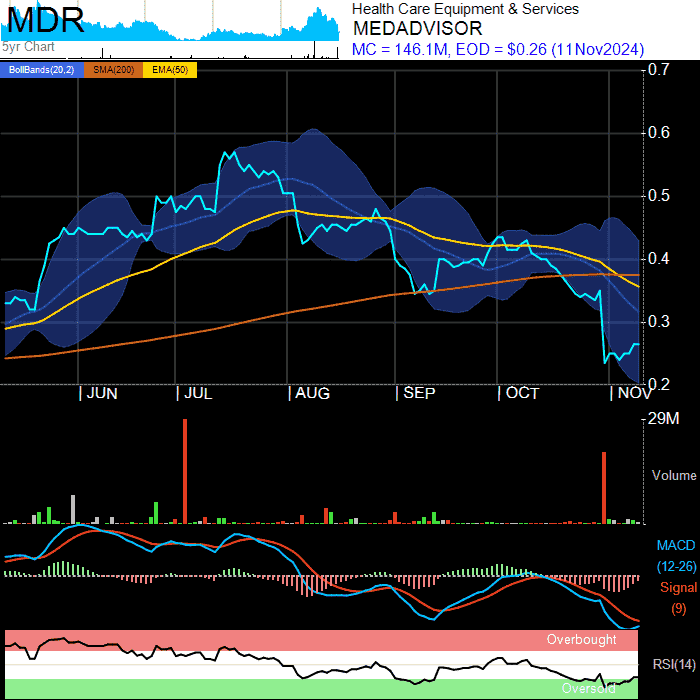 MDR
5yr Chart
Health Care Equipment & Services
MEDADVISOR
MC = 146.1M, EOD = $0.26 (11Nov2024)
BollBands(20,2) SMA(200) EMA(50)
0.7
0.6
0.5
0.4
0.3
0.2
JUN JUL AUG SEP OCT NOV
29M
Volume
MACD
(12-26)
Signal
(9)
Overbought
RSI(14)
Oversold